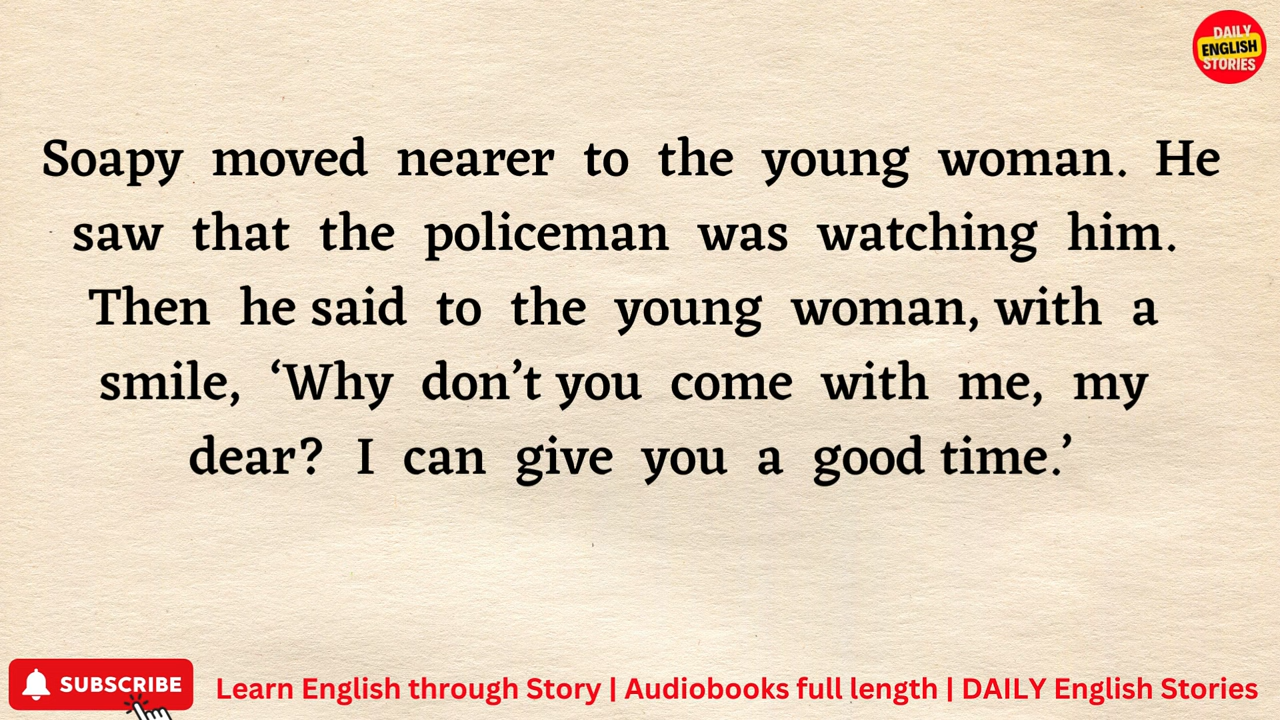 DAILY
ENGLISH
STORIES
Soapy moved nearer to the young woman. He
saw that the policeman was watching him.
Then he said to the young woman, with a
smile, ‘Why don’t you come with me, my
dear? I can give you a good time.’
SUBSCRIBE
Learn English through Story | Audiobooks full length | DAILY English Stories